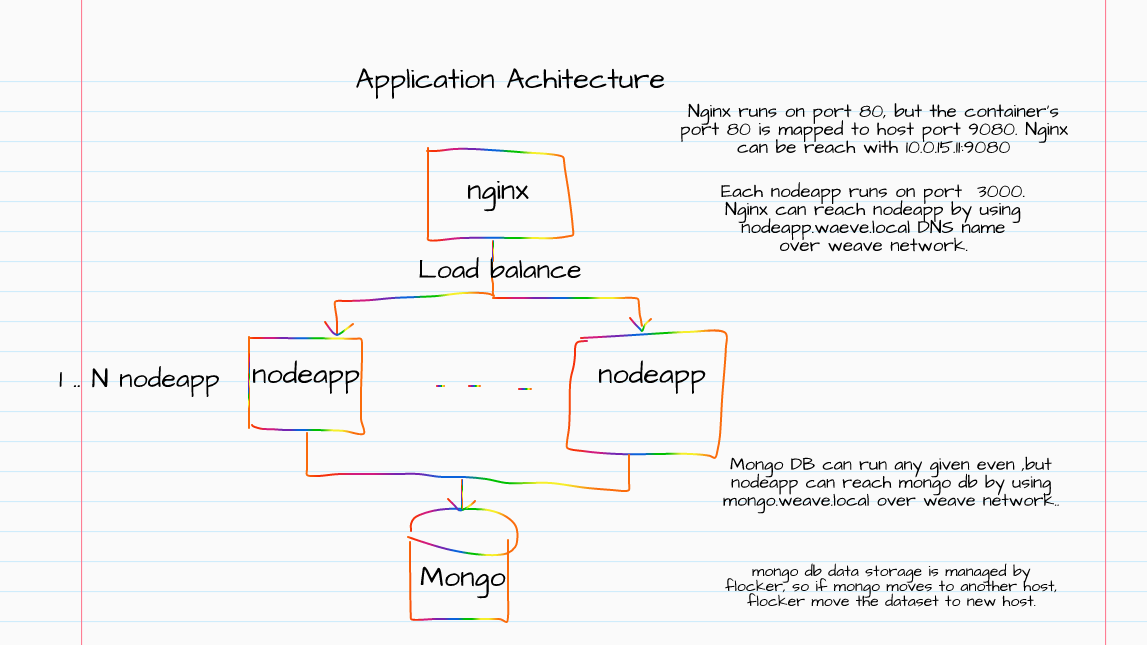 Application Achitecture
Nginx runs on port 80, but the container's
port 80 is mapped to host port 9080. Nginx
can be reach with 10.0.15.11:9080
nginx
Each nodeapp runs on port 3000.
Nginx can reach nodeapp by using
nodeapp.waeve.local DNS name
over weave network.
Load balance
1 .. N nodeapp
nodeapp
nodeapp
Mongo DB can run any given even ,but
nodeapp can reach mongo db by using
mongo.weave.local over weave network..
Mongo
mongo db data storage is managed by
flocker, so if mongo moves to another host,
flocker move the dataset to new host.